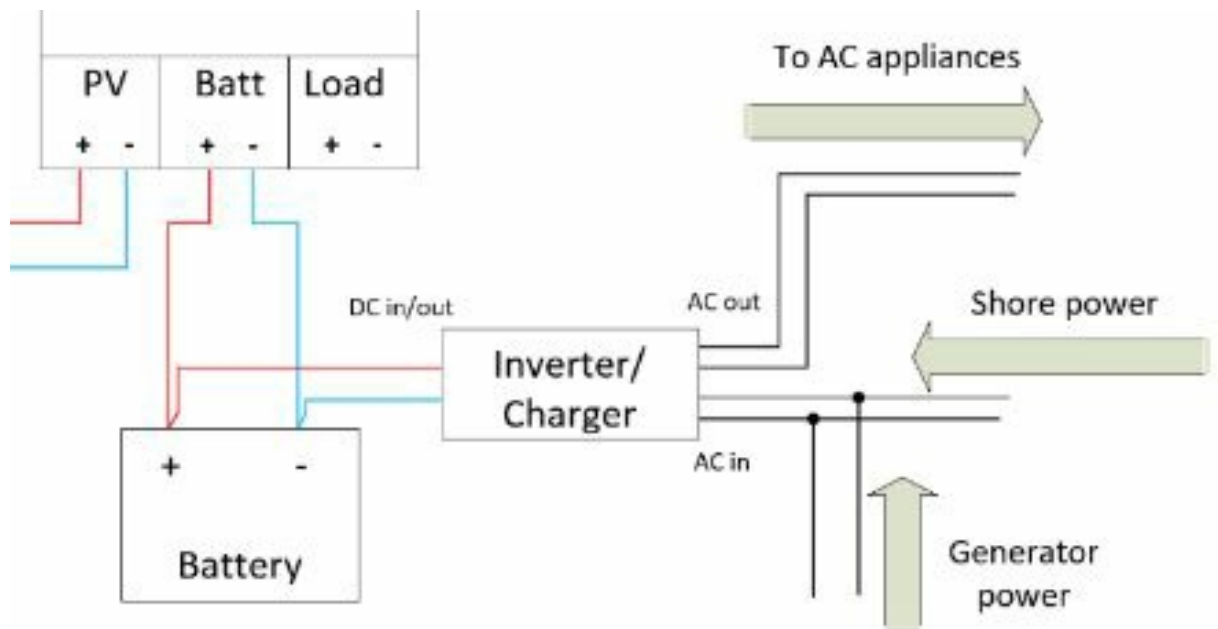 PV Batt Load
+ - + - + -
To AC appliances
DC in/out
AC out
Shore power
Inverter/
Charger
AC in
+ -
Battery
Generator
power